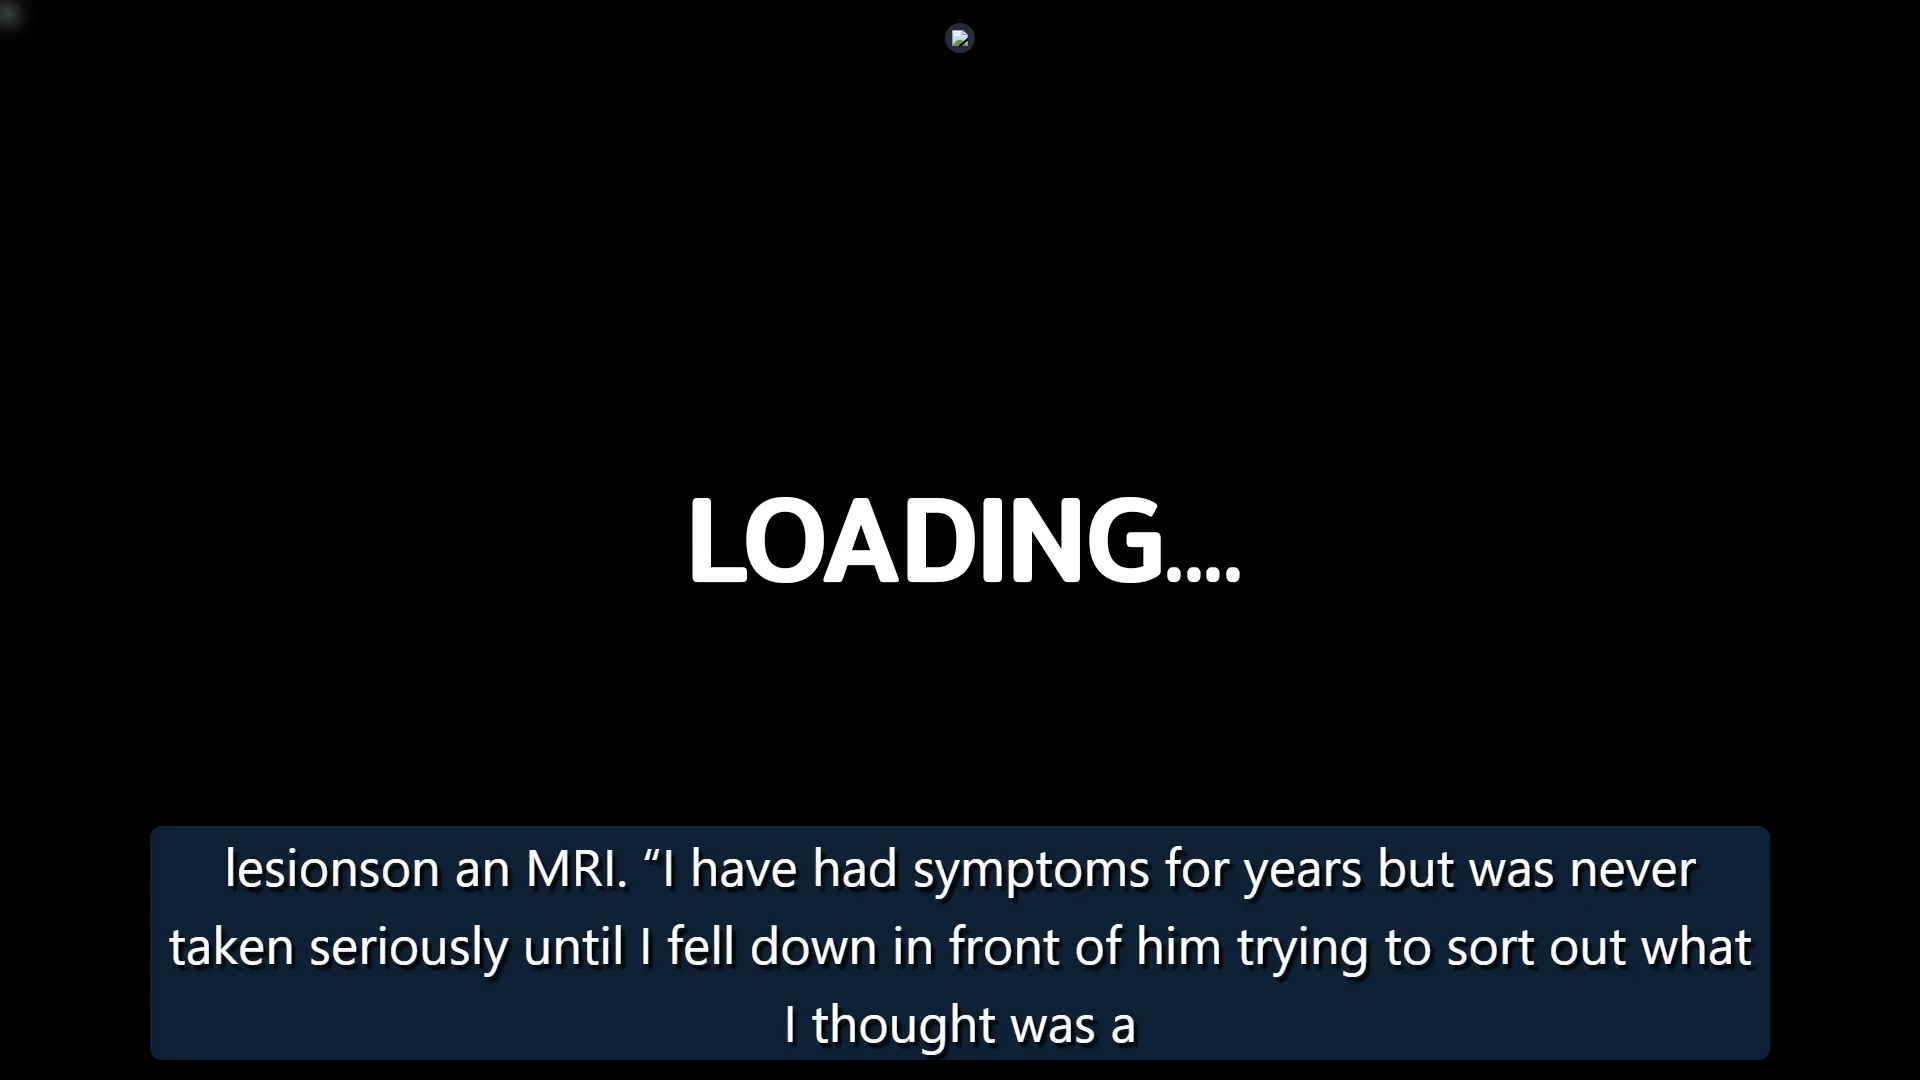 LOADING....
lesionson an MRI. “I have had symptoms for years but was never
taken seriously until I fell down in front of him trying to sort out what
I thought was a